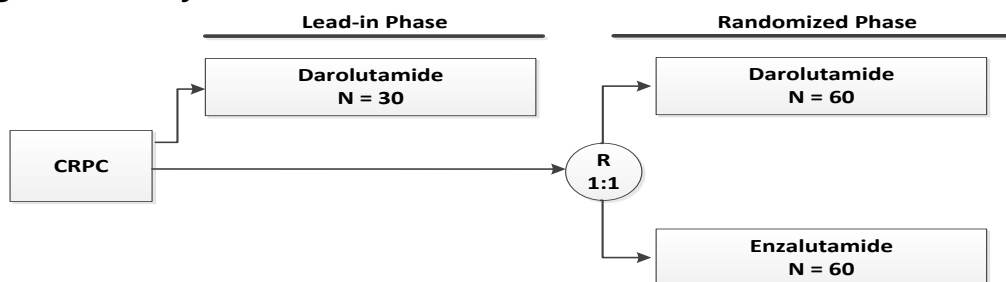 Lead-in Phase
Randomized Phase
Darolutamide
N = 30
Darolutamide
N = 60
CRPC
R
1:1
Enzalutamide
N = 60